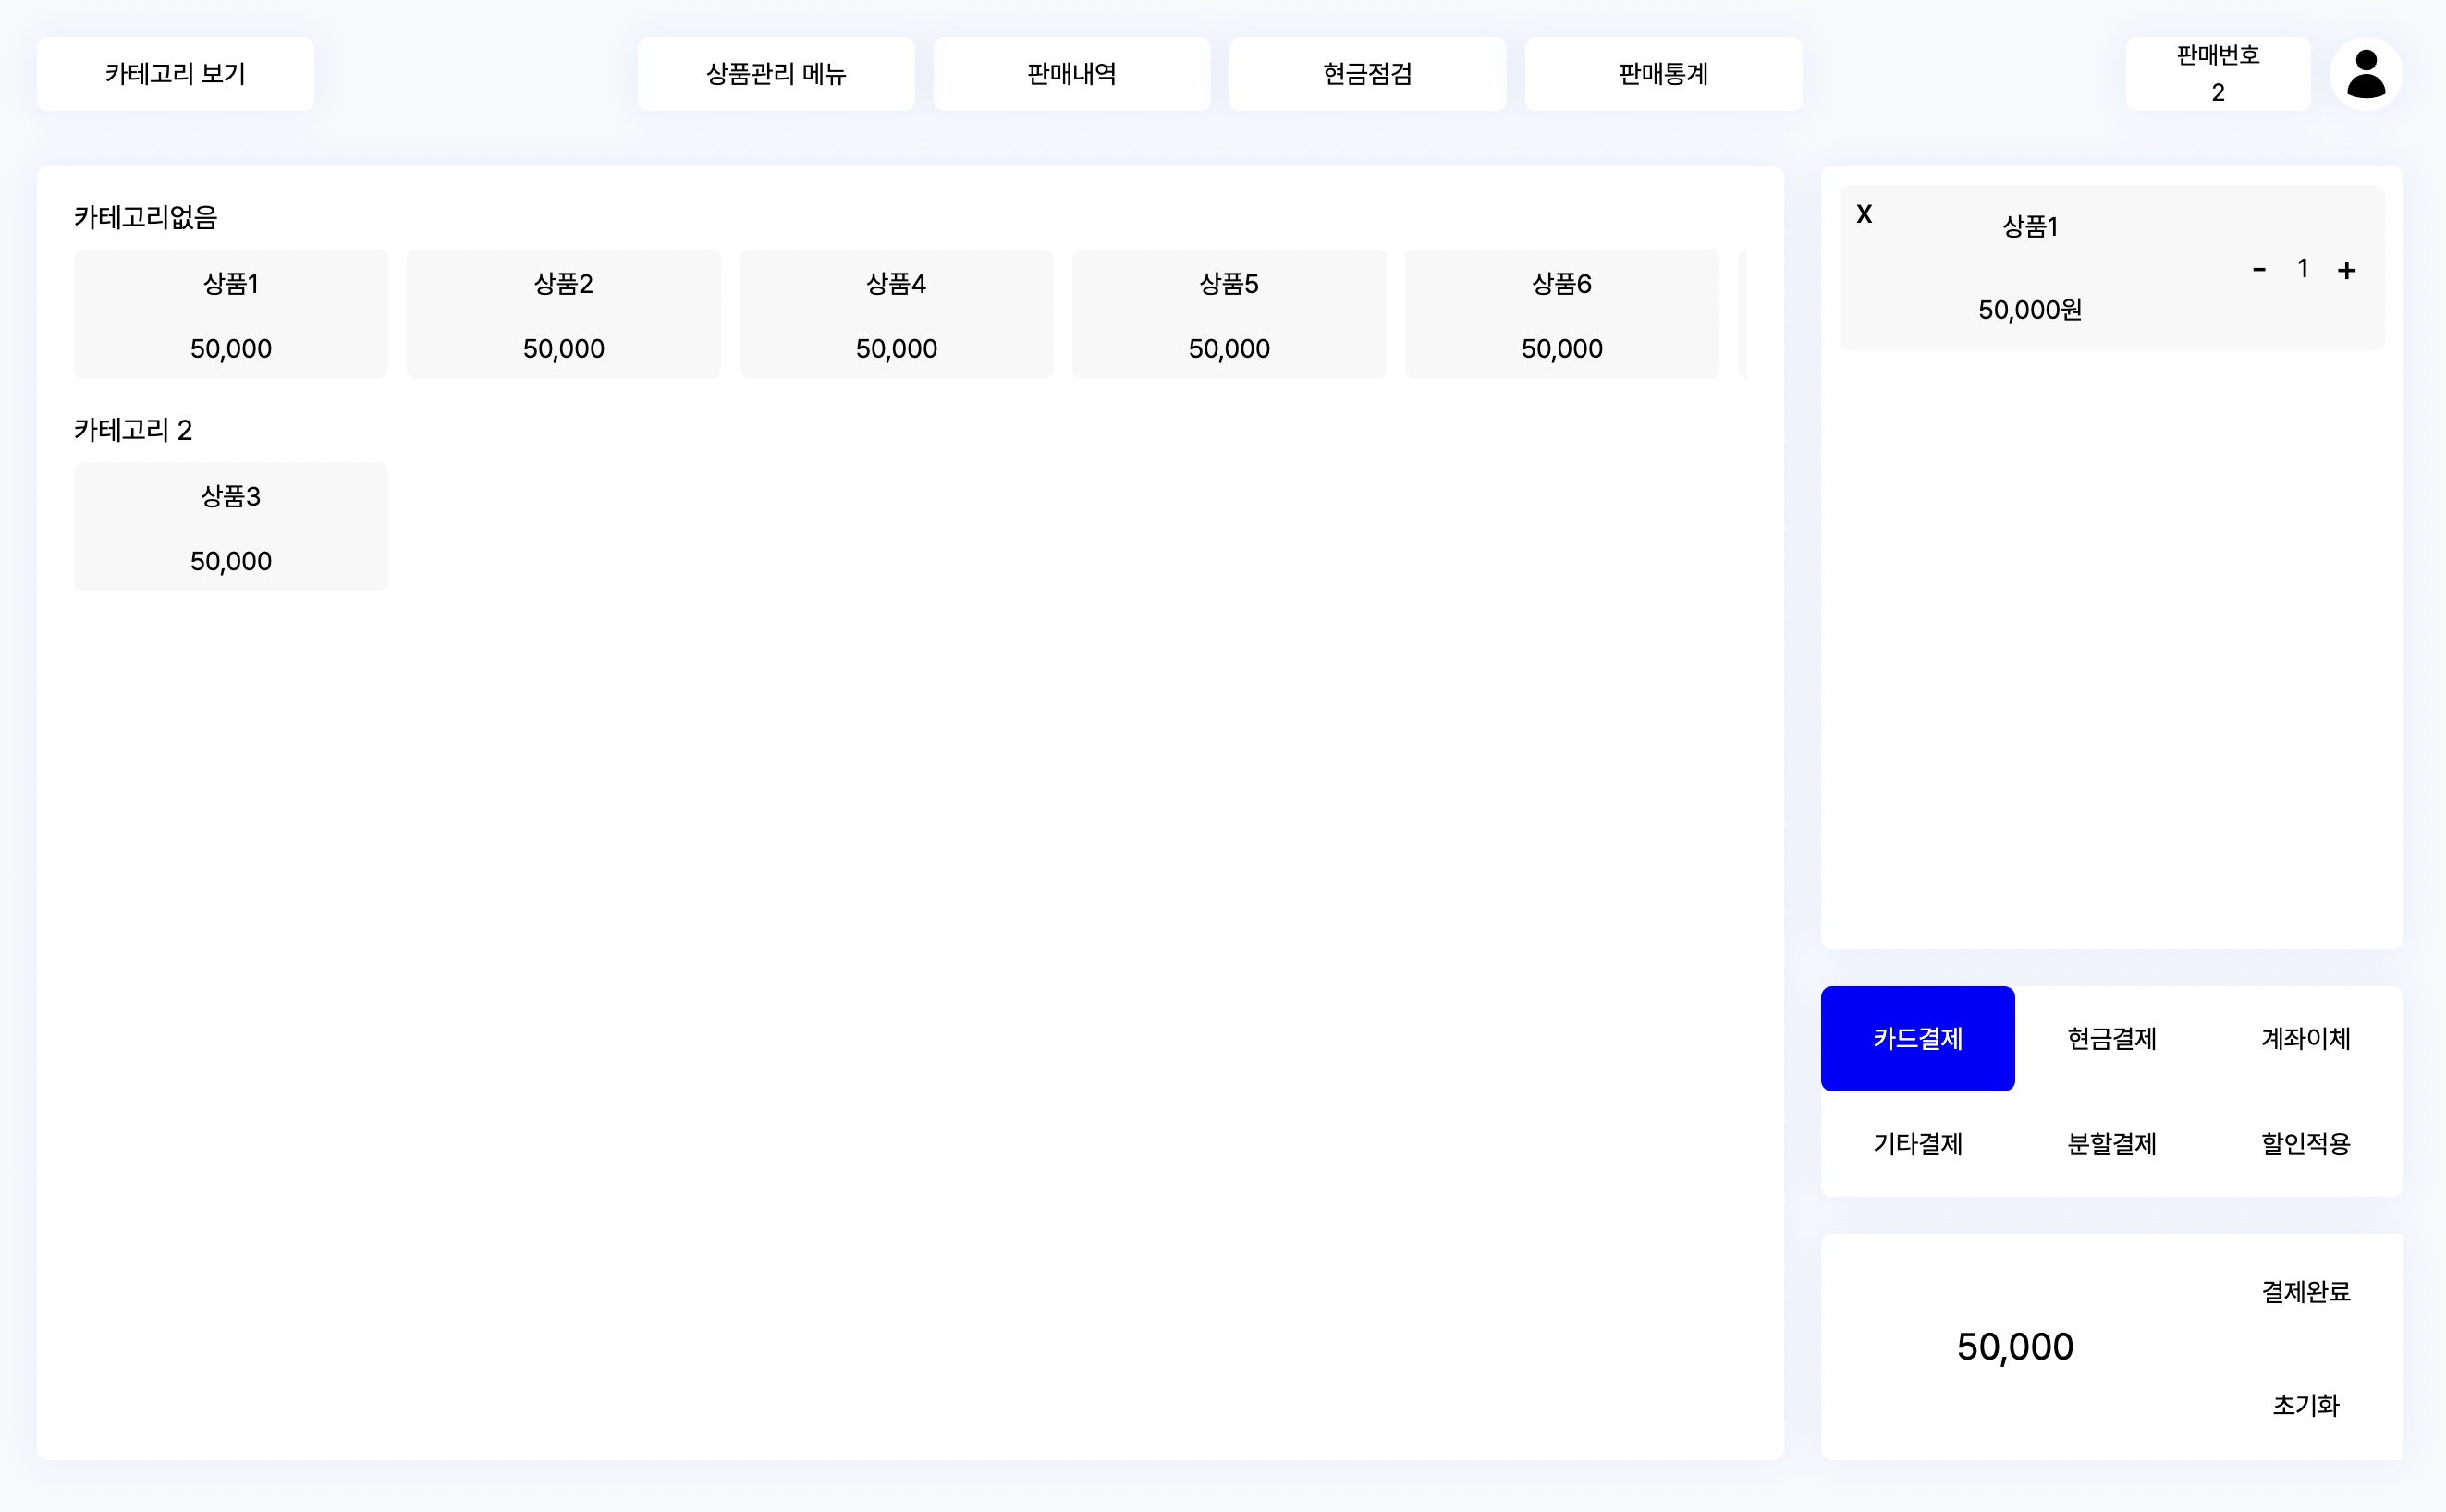 카테고리 보기
상품관리 메뉴
판매내역
현금점검
판매통계
판매번호
2
카테고리없음
상품1
50,000
상품2
50,000
상품4
50,000
상품5
50,000
상품6
50,000
카테고리 2
상품3
50,000
X
상품1
50,000원
- 1 +
카드결제
현금결제
계좌이체
기타결제
분할결제
할인적용
50,000
결제완료
초기화